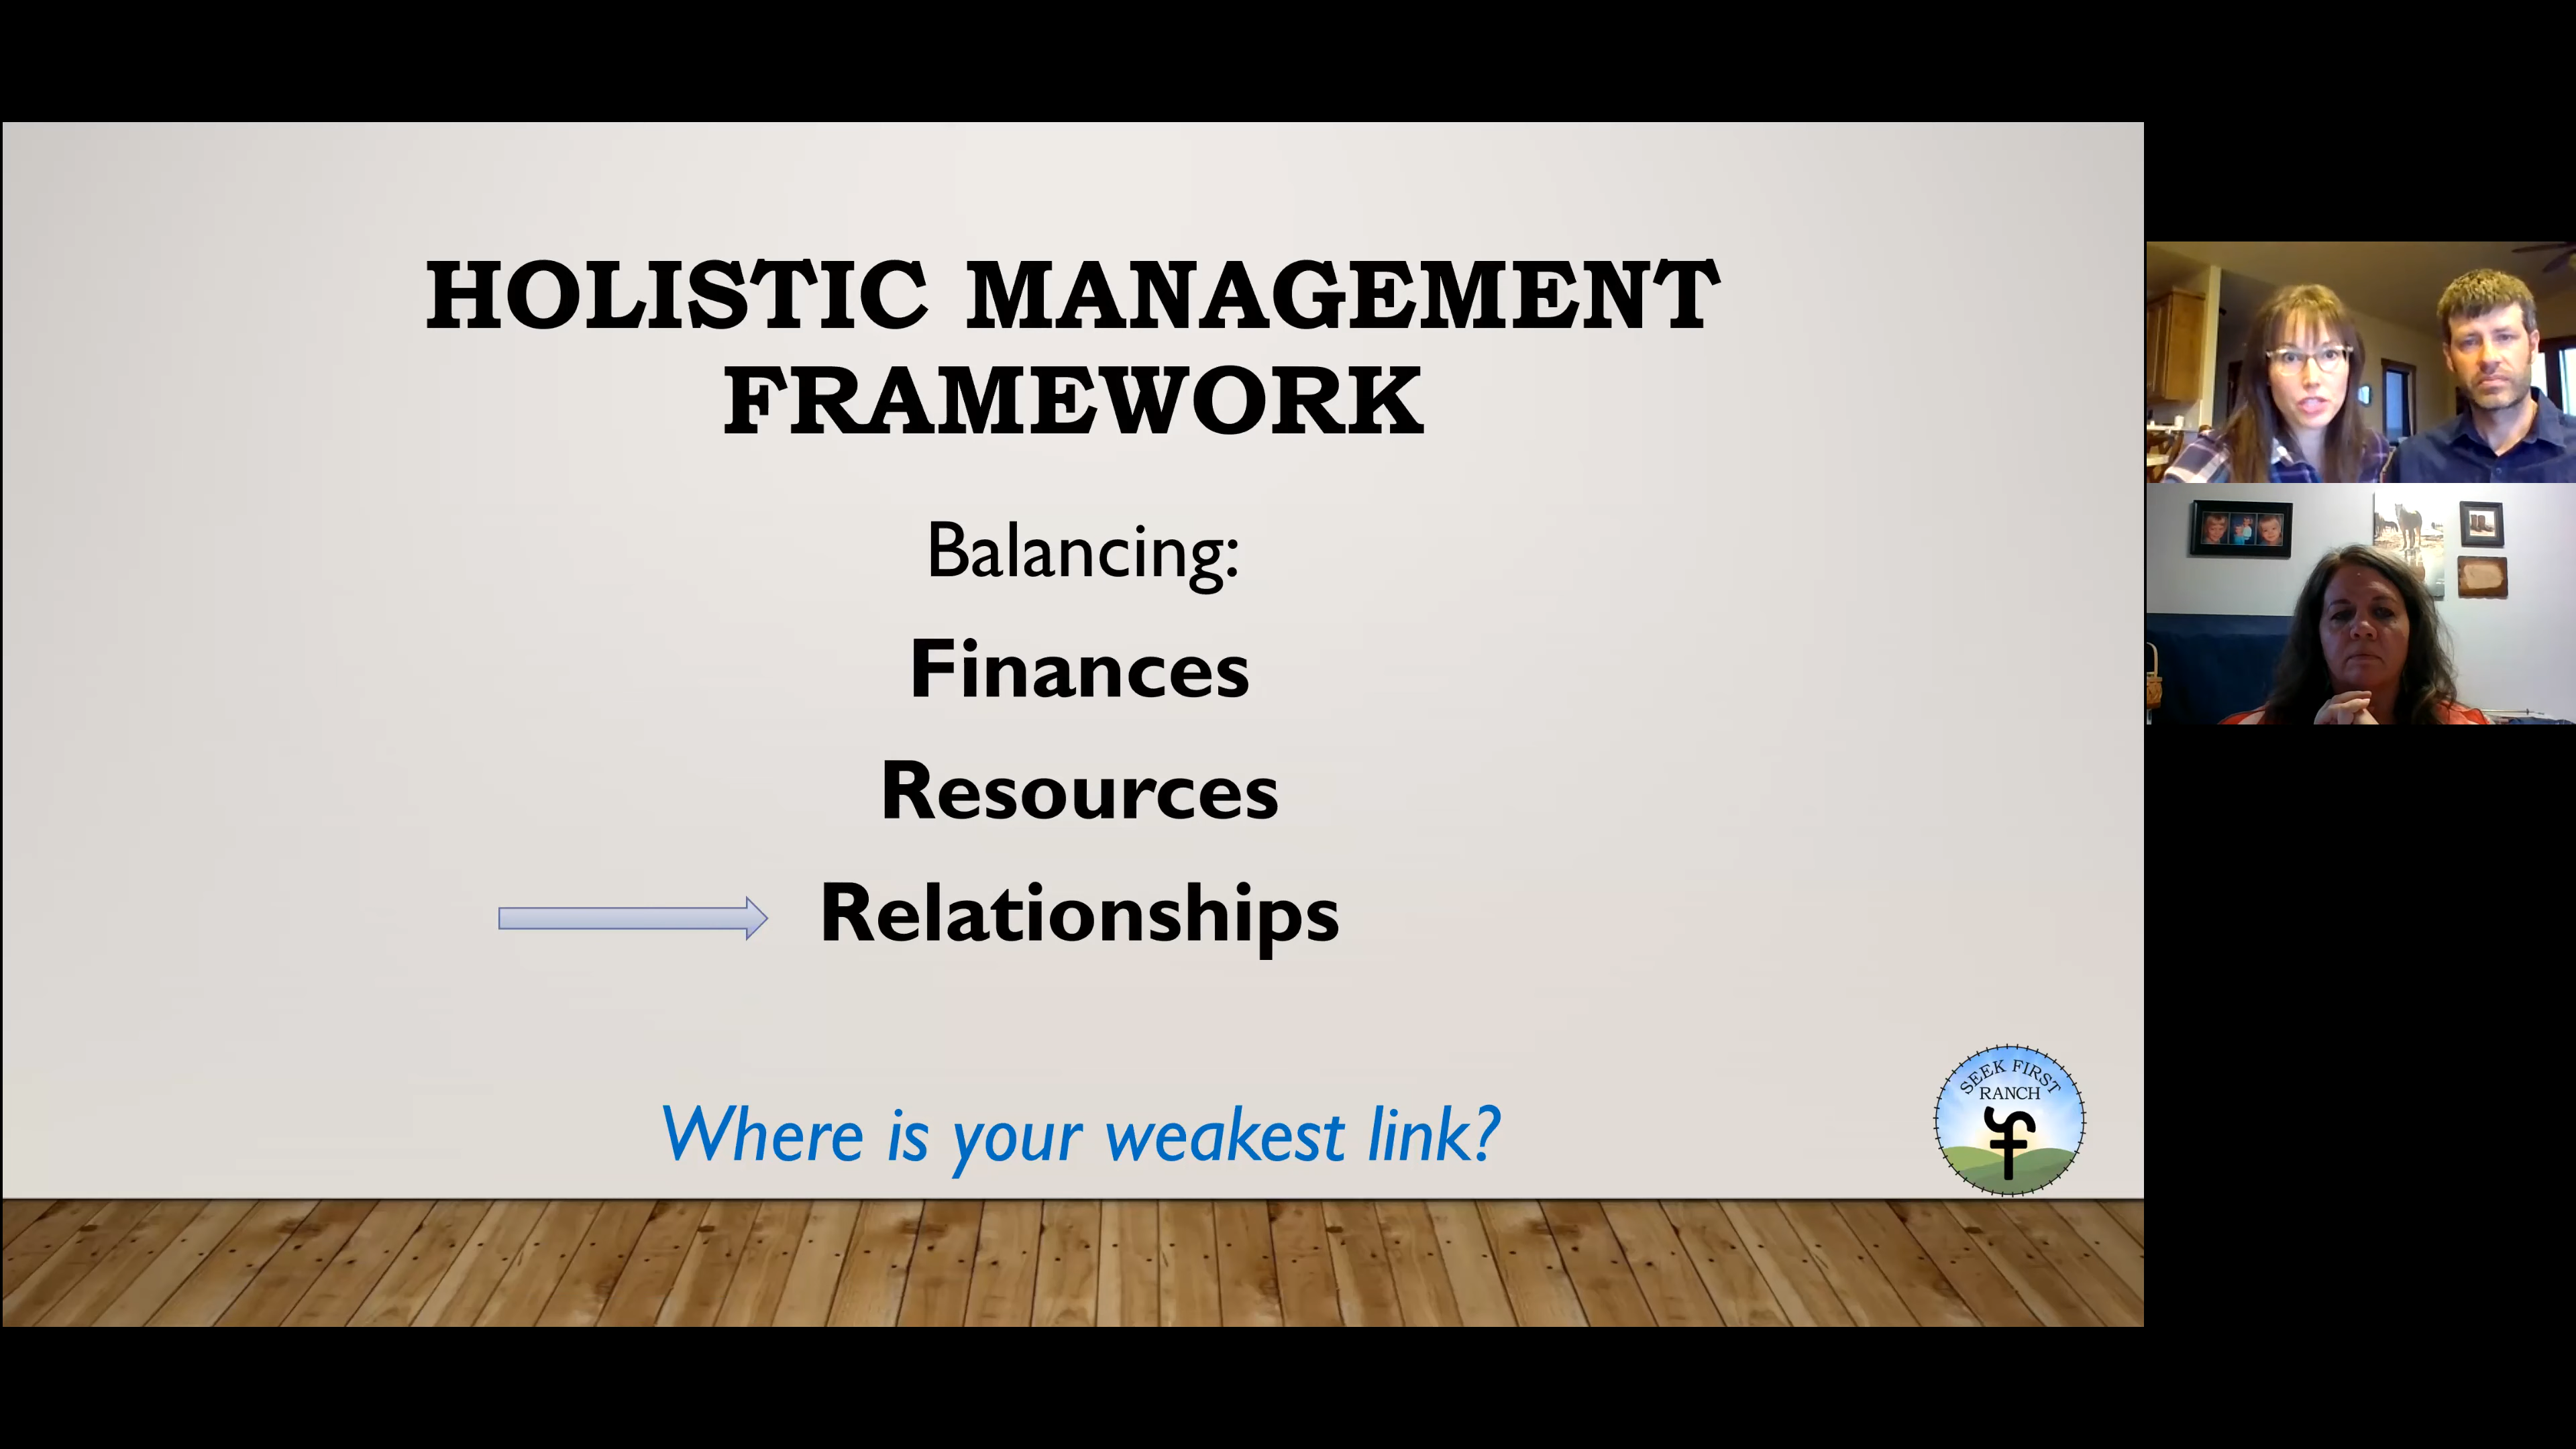 HOLISTIC MANAGEMENT
FRAMEWORK
Balancing:
Finances
Resources
Relationships
Where is your weakest link?
SEEK FIRST
RANCH